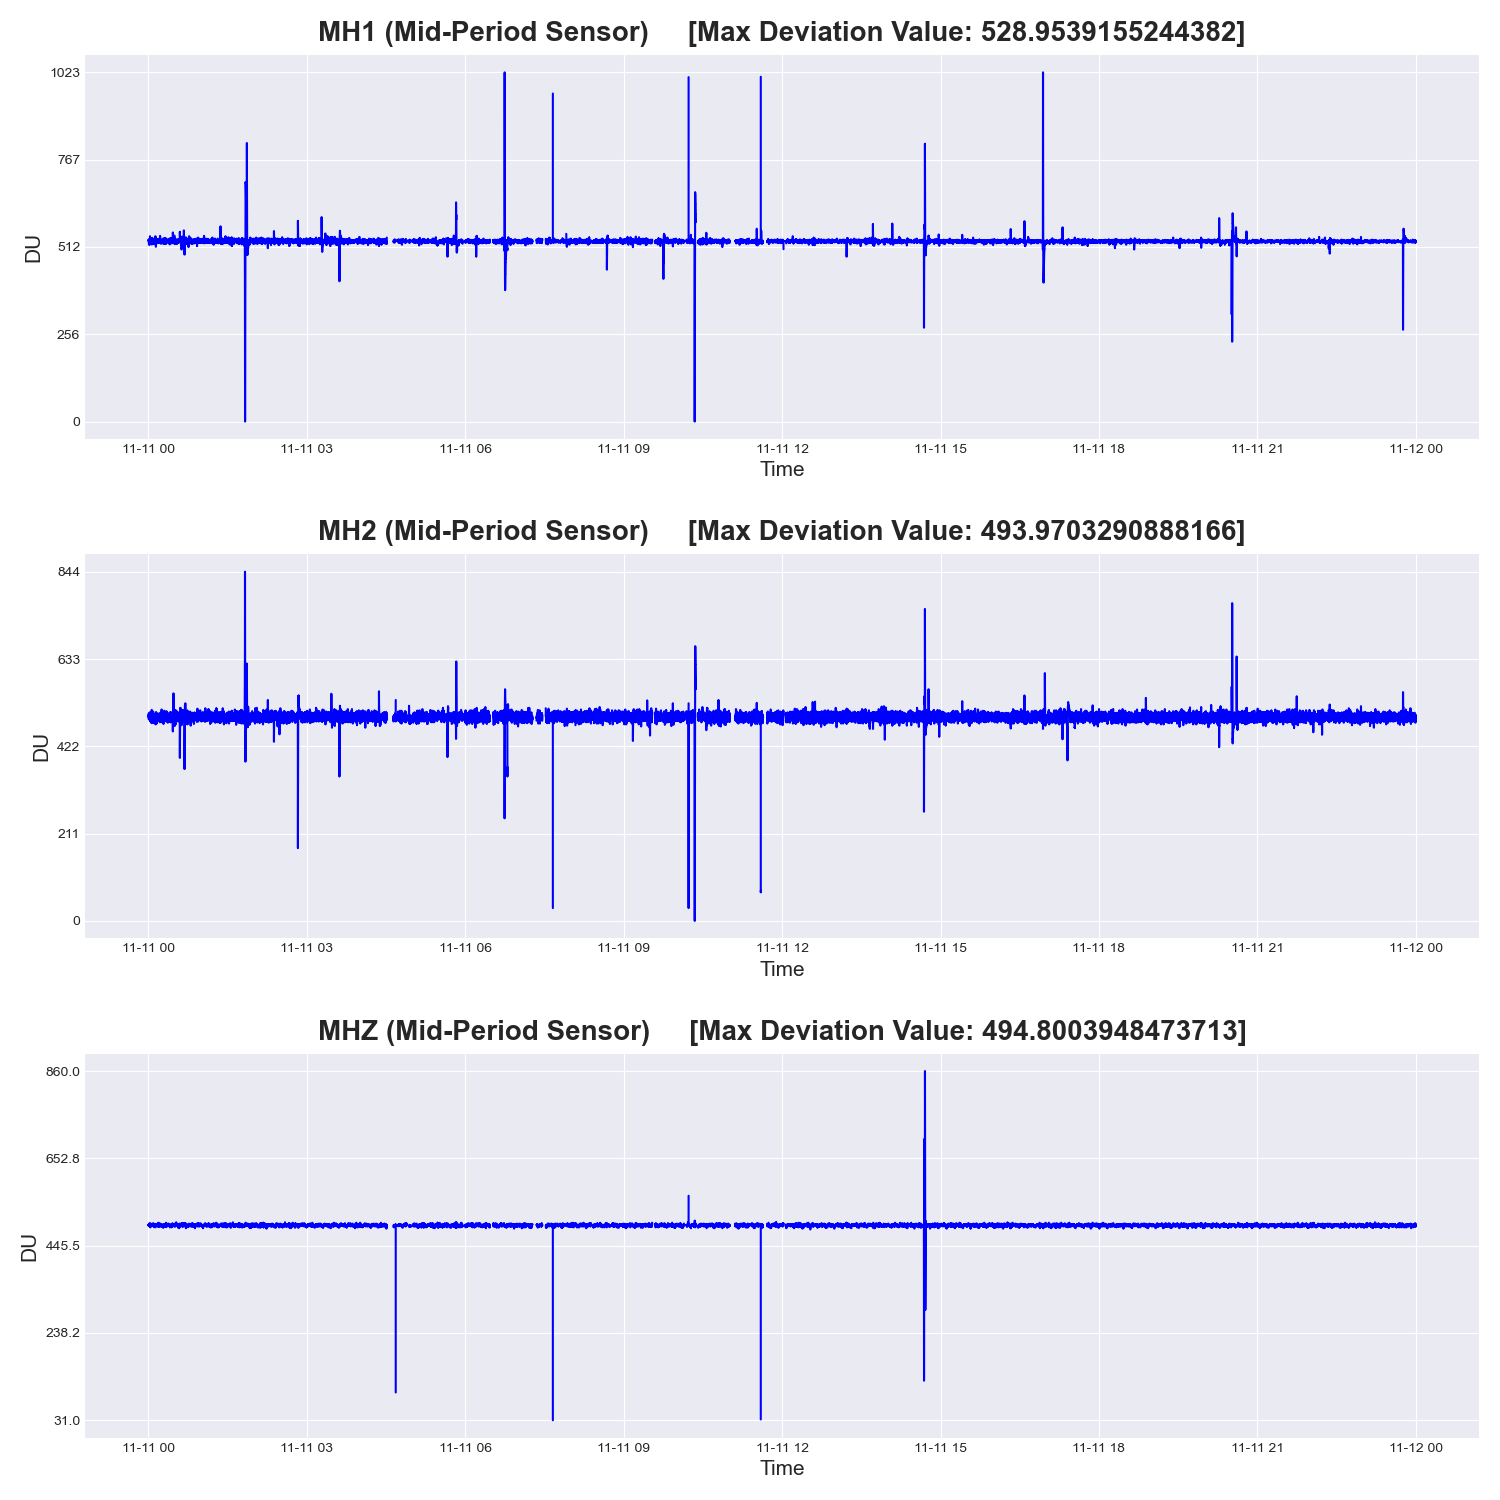 MH1 (Mid-Period Sensor)     [Max Deviation Value: 528.9539155244382]
1023
767
512
256
0
DU
11-11 00 11-11 03 11-11 06 11-11 09 11-11 12 11-11 15 11-11 18 11-11 21 11-12 00
Time
MH2 (Mid-Period Sensor)     [Max Deviation Value: 493.9703290888166]
844
633
422
211
0
DU
11-11 00 11-11 03 11-11 06 11-11 09 11-11 12 11-11 15 11-11 18 11-11 21 11-12 00
Time
MHZ (Mid-Period Sensor)     [Max Deviation Value: 494.8003948473713]
860.0
652.8
445.5
238.2
31.0
DU
11-11 00 11-11 03 11-11 06 11-11 09 11-11 12 11-11 15 11-11 18 11-11 21 11-12 00
Time